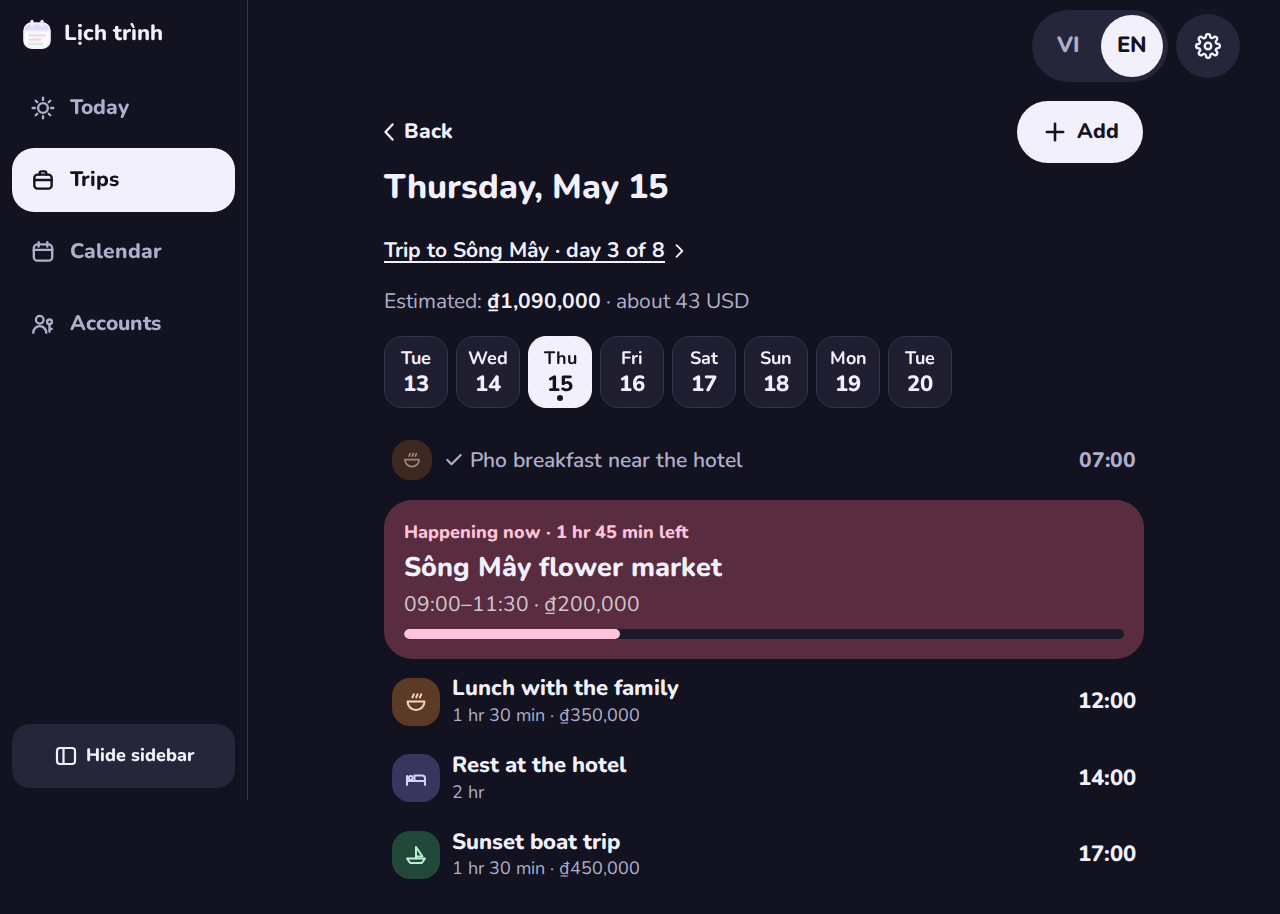 Lịch trình
VI EN
Today
Trips
Calendar
Accounts
Hide sidebar
Back
Add
Thursday, May 15
Trip to Sông Mây · day 3 of 8
Estimated: ₫1,090,000 · about 43 USD
Tue Wed Thu Fri Sat Sun Mon Tue
13 14 15 16 17 18 19 20
Pho breakfast near the hotel 07:00
Happening now · 1 hr 45 min left
Sông Mây flower market
09:00–11:30 · ₫200,000
Lunch with the family 12:00
1 hr 30 min · ₫350,000
Rest at the hotel 14:00
2 hr
Sunset boat trip 17:00
1 hr 30 min · ₫450,000